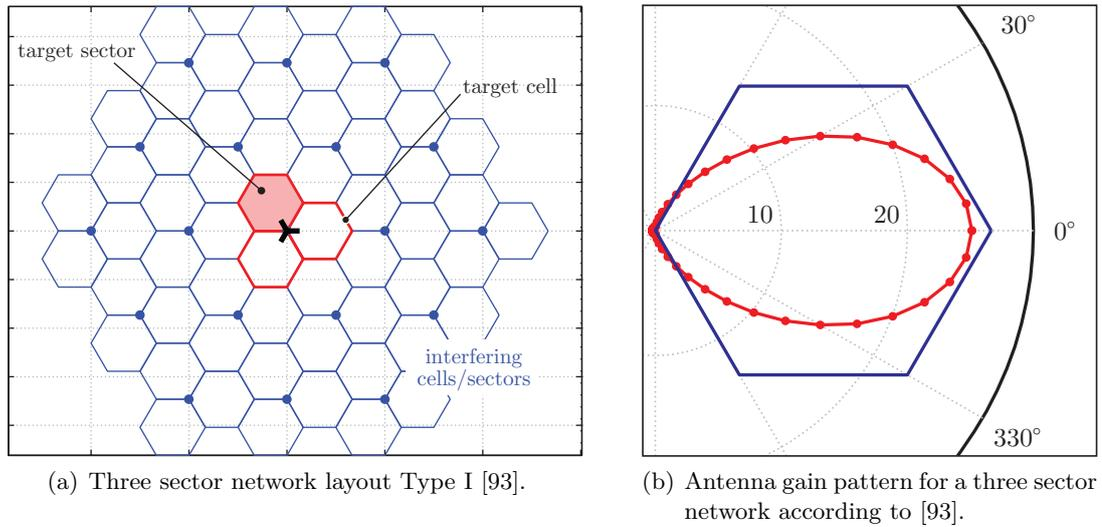 target sector
target cell
interfering
cells/sectors
30°
10
20
0°
330°
(a) Three sector network layout Type I [93].
(b) Antenna gain pattern for a three sector
network according to [93].